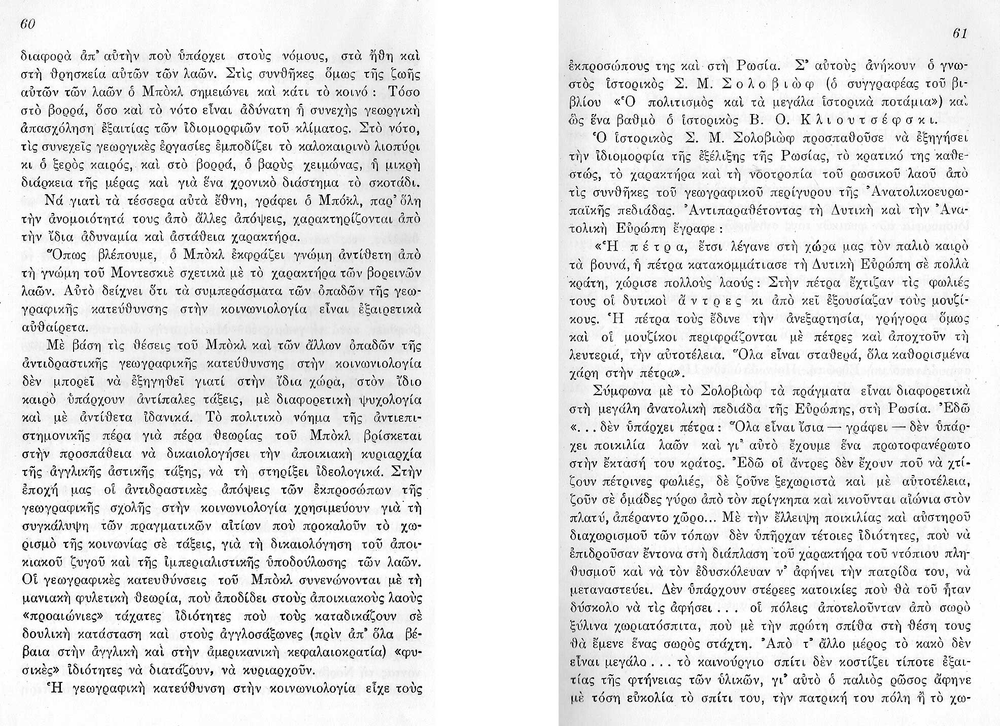 60
διαφορὰ ἀπ’ αὐτὴν ποὺ ὑπάρχει στοὺς νόμους, στὰ ἤθη καὶ
στὴ θρησκεία αὐτῶν τῶν λαῶν. Στὶς συνθῆκες ὅμως τῆς ζωῆς
αὐτῶν τῶν λαῶν ὁ Μπὸκλ σημειώνει καὶ κάτι τὸ κοινό : Τόσο
στὸ βορρά, ὅσο καὶ τὸ νότο εἶναι ἀδύνατη ἡ συνεχὴς γεωργικὴ
ἀπασχόληση ἐξαιτίας τῶν ἰδιομορφιῶν τοῦ κλίματος. Στὸ νότο,
τὶς συνεχεῖς γεωργικὲς ἐργασίες ἐμποδίζει τὸ καλοκαιρινὸ λιοπύρι
κι ὁ ξερὸς καιρός, καὶ στὸ βορρά, ὁ βαρὺς χειμώνας, ἡ μικρὴ
διάρκεια τῆς μέρας καὶ γιὰ ἕνα χρονικὸ διάστημα τὸ σκοτάδι.
Νά γιατὶ τὰ τέσσερα αὐτὰ ἔθνη, γράφει ὁ Μπόκλ, παρ’ ὅλη
τὴν ἀνομοιότητά τους ἀπὸ ἄλλες ἀπόψεις, χαρακτηρίζονται ἀπὸ
τὴν ἴδια ἀδυναμία καὶ ἀστάθεια χαρακτήρα.
Ὅπως βλέπουμε, ὁ Μπὸκλ ἐκφράζει γνώμη ἀντίθετη ἀπὸ
τὴ γνώμη τοῦ Μοντεσκιὲ σχετικὰ μὲ τὸ χαρακτήρα τῶν βορεινῶν
λαῶν. Αὐτὸ δείχνει ὅτι τὰ συμπεράσματα τῶν ὀπαδῶν τῆς γεω-
γραφικῆς κατεύθυνσης στὴν κοινωνιολογία εἶναι ἐξαιρετικὰ
αὐθαίρετα.
Μὲ βάση τὶς θέσεις τοῦ Μπὸκλ καὶ τῶν ἄλλων ὀπαδῶν τῆς
ἀντιδραστικῆς γεωγραφικῆς κατεύθυνσης στὴν κοινωνιολογία
δὲν μπορεῖ νὰ ἐξηγηθεῖ γιατί στὴν ἴδια χώρα, στὸν ἴδιο
καιρὸ ὑπάρχουν ἀντίπαλες τάξεις, μὲ διαφορετικὴ ψυχολογία
καὶ μὲ ἀντίθετα ἰδανικά. Τὸ πολιτικὸ νόημα τῆς ἀντιεπι-
στημονικῆς πέρα γιὰ πέρα θεωρίας τοῦ Μπὸκλ βρίσκεται
στὴν προσπάθεια νὰ δικαιολογήσει τὴν ἀποικιακὴ κυριαρχία
τῆς ἀγγλικῆς ἀστικῆς τάξης, νὰ τὴ στηρίξει ἰδεολογικά. Στὴν
ἐποχή μας οἱ ἀντιδραστικὲς ἀπόψεις τῶν ἐκπροσώπων τῆς
γεωγραφικῆς σχολῆς στὴν κοινωνιολογία χρησιμεύουν γιὰ τὴ
συγκάλυψη τῶν πραγματικῶν αἰτίων ποὺ προκαλοῦν τὸ χω-
ρισμὸ τῆς κοινωνίας σὲ τάξεις, γιὰ τὴ δικαιολόγηση τοῦ ἀποι-
κιακοῦ ζυγοῦ καὶ τῆς ἰμπεριαλιστικῆς ὑποδούλωσης τῶν λαῶν.
Οἱ γεωγραφικὲς κατευθύνσεις τοῦ Μπὸκλ συνενώνονται μὲ τὴ
μανιακὴ φυλετικὴ θεωρία, ποὺ ἀποδίδει στοὺς ἀποικιακοὺς λαοὺς
«προαιώνιες» τάχατες ἰδιότητες ποὺ τοὺς καταδικάζουν σὲ
δουλικὴ κατάσταση καὶ στοὺς ἀγγλοσάξωνες (πρὶν ἀπ’ ὅλα βέ-
βαια στὴν ἀγγλικὴ καὶ στὴν ἀμερικανικὴ κεφαλαιοκρατία) «φυ-
σικὲς» ἰδιότητες νὰ διατάζουν, νὰ κυριαρχοῦν.
Ἡ γεωγραφικὴ κατεύθυνση στὴν κοινωνιολογία εἶχε τοὺς
61
ἐκπροσώπους της καὶ στὴ Ρωσία. Σ’ αὐτοὺς ἀνήκουν ὁ γνω-
στὸς ἱστορικὸς Σ. Μ. Σολοβιὼφ (ὁ συγγραφέας τοῦ βι-
βλίου «Ὁ πολιτισμὸς καὶ τὰ μεγάλα ἱστορικὰ ποτάμια») καὶ
ὣς ἕνα βαθμὸ ὁ ἱστορικὸς Β. Ο. Κλιουτσέφσκι.
Ὁ ἱστορικὸς Σ. Μ. Σολοβιὼφ προσπαθοῦσε νὰ ἐξηγήσει
τὴν ἰδιομορφία τῆς ἐξέλιξης τῆς Ρωσίας, τὸ κρατικό της καθε-
στώς, τὸ χαρακτήρα καὶ τὴ νοοτροπία τοῦ ρωσικοῦ λαοῦ ἀπὸ
τὶς συνθῆκες τοῦ γεωγραφικοῦ περίγυρου τῆς Ἀνατολικοευρω-
παϊκῆς πεδιάδας. Ἀντιπαραθέτοντας τὴ Δυτικὴ καὶ τὴν Ἀνα-
τολικὴ Εὐρώπη ἔγραφε :
«Ἡ πέτρα, ἔτσι λέγανε στὴ χώρα μας τὸν παλιὸ καιρὸ
τὰ βουνά, ἡ πέτρα κατακομμάτιασε τὴ Δυτικὴ Εὐρώπη σὲ πολλὰ
κράτη, χώρισε πολλοὺς λαούς : Στὴν πέτρα ἔχτιζαν τὶς φωλιές
τους οἱ δυτικοὶ ἄντρες κι ἀπὸ κεῖ ἐξουσίαζαν τοὺς μουζί-
κους. Ἡ πέτρα τοὺς ἔδινε τὴν ἀνεξαρτησία, γρήγορα ὅμως
καὶ οἱ μουζίκοι περιφράζονται μὲ πέτρες καὶ ἀποχτοῦν τὴ
λευτεριά, τὴν αὐτοτέλεια. Ὅλα εἶναι σταθερά, ὅλα καθορισμένα
χάρη στὴν πέτρα».
Σύμφωνα μὲ τὸ Σολοβιὼφ τὰ πράγματα εἶναι διαφορετικὰ
στὴ μεγάλη ἀνατολικὴ πεδιάδα τῆς Εὐρώπης, στὴ Ρωσία. Ἐδῶ
«. . . δὲν ὑπάρχει πέτρα : Ὅλα εἶναι ἴσια — γράφει — δὲν ὑπάρ-
χει ποικιλία λαῶν καὶ γι’ αὐτὸ ἔχουμε ἕνα πρωτοφανέρωτο
στὴν ἔκτασή του κράτος. Ἐδῶ οἱ ἄντρες δὲν ἔχουν ποῦ νὰ χτί-
ζουν πέτρινες φωλιές, δὲ ζοῦνε ξεχωριστὰ καὶ μὲ αὐτοτέλεια,
ζοῦν σὲ ὁμάδες γύρω ἀπὸ τὸν πρίγκηπα καὶ κινοῦνται αἰώνια στὸν
πλατύ, ἀπέραντο χῶρο... Μὲ τὴν ἔλλειψη ποικιλίας καὶ αὐστηροῦ
διαχωρισμοῦ τῶν τόπων δὲν ὑπῆρχαν τέτοιες ἰδιότητες, ποὺ νὰ
ἐπιδροῦσαν ἔντονα στὴ διάπλαση τοῦ χαρακτήρα τοῦ ντόπιου πλη-
θυσμοῦ καὶ νὰ τὸν ἐδυσκόλευαν ν’ ἀφήνει τὴν πατρίδα του, νὰ
μεταναστεύει. Δὲν ὑπάρχουν στέρεες κατοικίες ποὺ θὰ τοῦ ἦταν
δύσκολο νὰ τὶς ἀφήσει . . . οἱ πόλεις ἀποτελοῦνταν ἀπὸ σωρὸ
ξύλινα χωριατόσπιτα, ποὺ μὲ τὴν πρώτη σπίθα στὴ θέση τους
θὰ ἔμενε ἕνας σωρὸς στάχτη. Ἀπὸ τ’ ἄλλο μέρος τὸ κακὸ δὲν
εἶναι μεγάλο . . . τὸ καινούργιο σπίτι δὲν κοστίζει τίποτε ἐξαι-
τίας τῆς φτήνειας τῶν ὑλικῶν, γι’ αὐτὸ ὁ παλιὸς ρῶσος ἄφηνε
μὲ τόση εὐκολία τὸ σπίτι του, τὴν πατρική του πόλη ἢ τὸ χω-